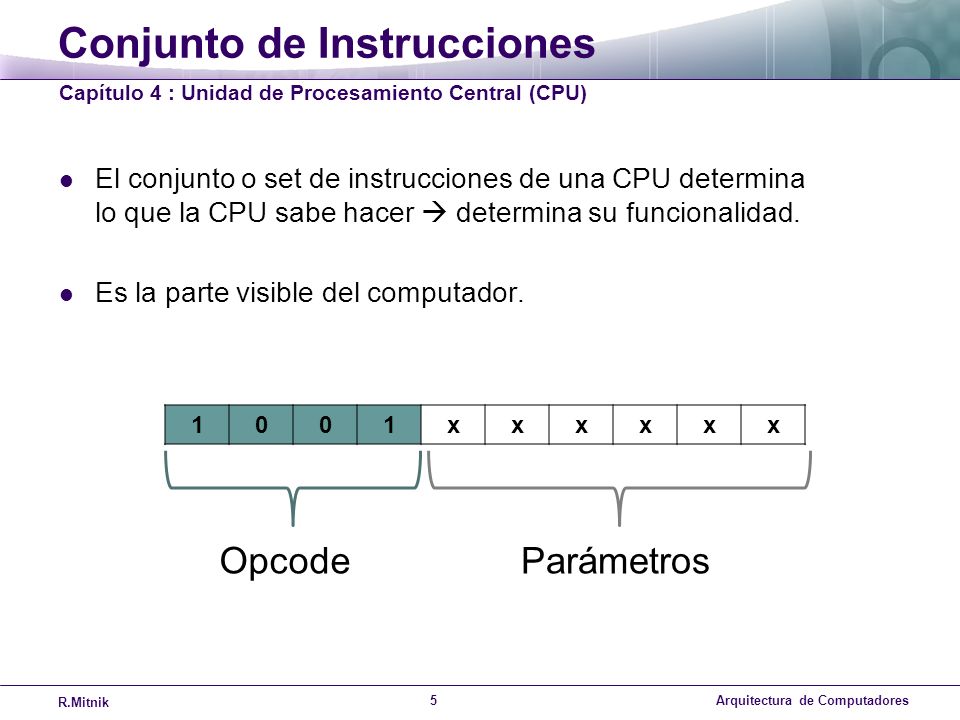 Conjunto de Instrucciones
Capítulo 4 : Unidad de Procesamiento Central (CPU)
● El conjunto o set de instrucciones de una CPU determina
lo que la CPU sabe hacer → determina su funcionalidad.
● Es la parte visible del computador.
1 0 0 1 x x x x x x
Opcode Parámetros
R.Mitnik 5 Arquitectura de Computadores